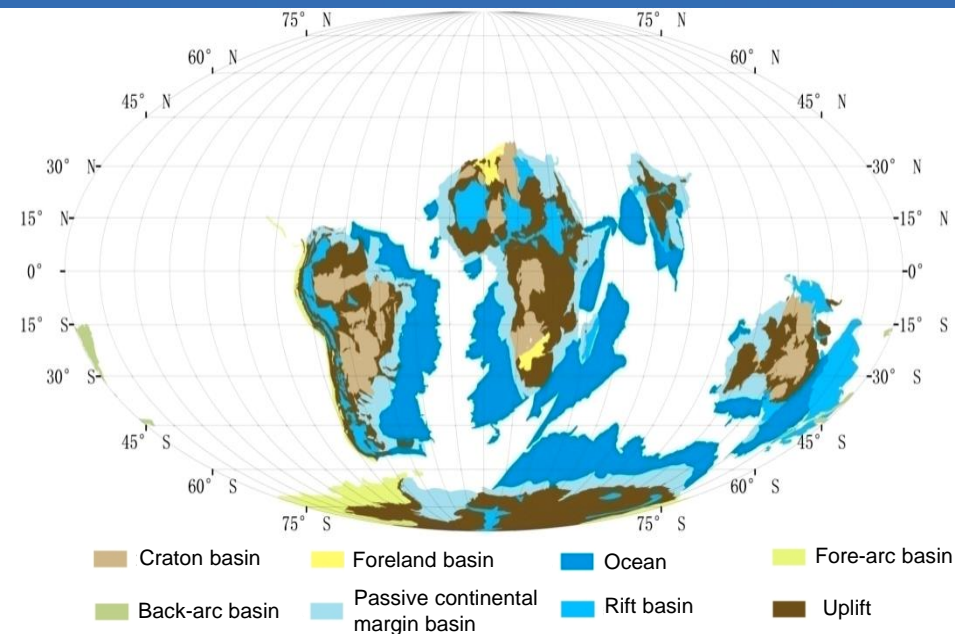 75° N 75° N
60° N 60° N
45° N 45° N
30° N 30° N
15° N 15° N
0° 0°
15° S 15° S
30° S 30° S
45° S 45° S
60° S 60° S
75° S 75° S
Craton basin Foreland basin Ocean Fore-arc basin
Back-arc basin Passive continental margin basin Rift basin Uplift